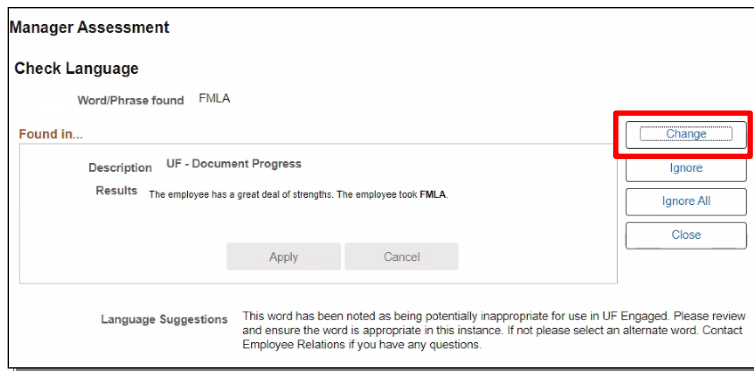 Manager Assessment
Check Language
Word/Phrase found FMLA
Found in...
Change
Description UF - Document Progress
Ignore
Results The employee has a great deal of strengths. The employee took FMLA.
Ignore All
Close
Apply Cancel
Language Suggestions This word has been noted as being potentially inappropriate for use in UF Engaged. Please review
and ensure the word is appropriate in this instance. If not please select an alternate word. Contact
Employee Relations if you have any questions.